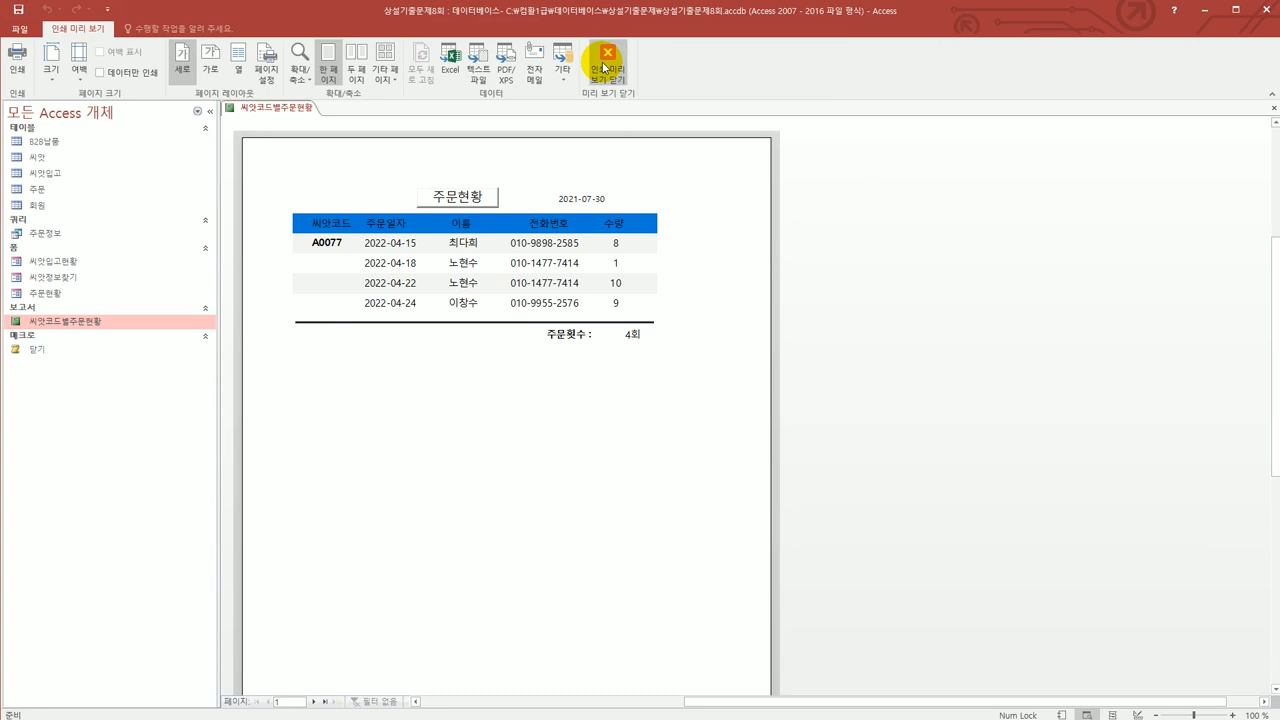 상설기출문제8회 : 데이터베이스- C:₩컴활1급₩데이터베이스₩상설기출문제₩상설기출문제8회.accdb (Access 2007 - 2016 파일 형식) - Access
파일 인쇄 미리 보기 수행할 작업을 알려 주세요.
인쇄 크기 여백 여백 표시 데이터만 인쇄 세로 가로 열 페이지 설정 확대/축소 한 페이지 두 페이지 기타 페이지 모두 새로 고침 Excel 텍스트 파일 PDF/XPS 전자 메일 기타 인쇄 미리 보기 닫기
인쇄 페이지 크기 페이지 레이아웃 확대/축소 데이터 미리 보기 닫기
모든 Access 개체
테이블
B2B납품
씨앗
씨앗입고
주문
회원
쿼리
주문정보
폼
씨앗입고현황
씨앗정보찾기
주문현황
보고서
씨앗코드별주문현황
매크로
닫기
씨앗코드별주문현황
주문현황 2021-07-30
씨앗코드 주문일자 이름 전화번호 수량
A0077 2022-04-15 최다희 010-9898-2585 8
2022-04-18 노현수 010-1477-7414 1
2022-04-22 노현수 010-1477-7414 10
2022-04-24 이창수 010-9955-2576 9
주문횟수 : 4회
페이지: 1 필터 없음
준비 Num Lock 100 %